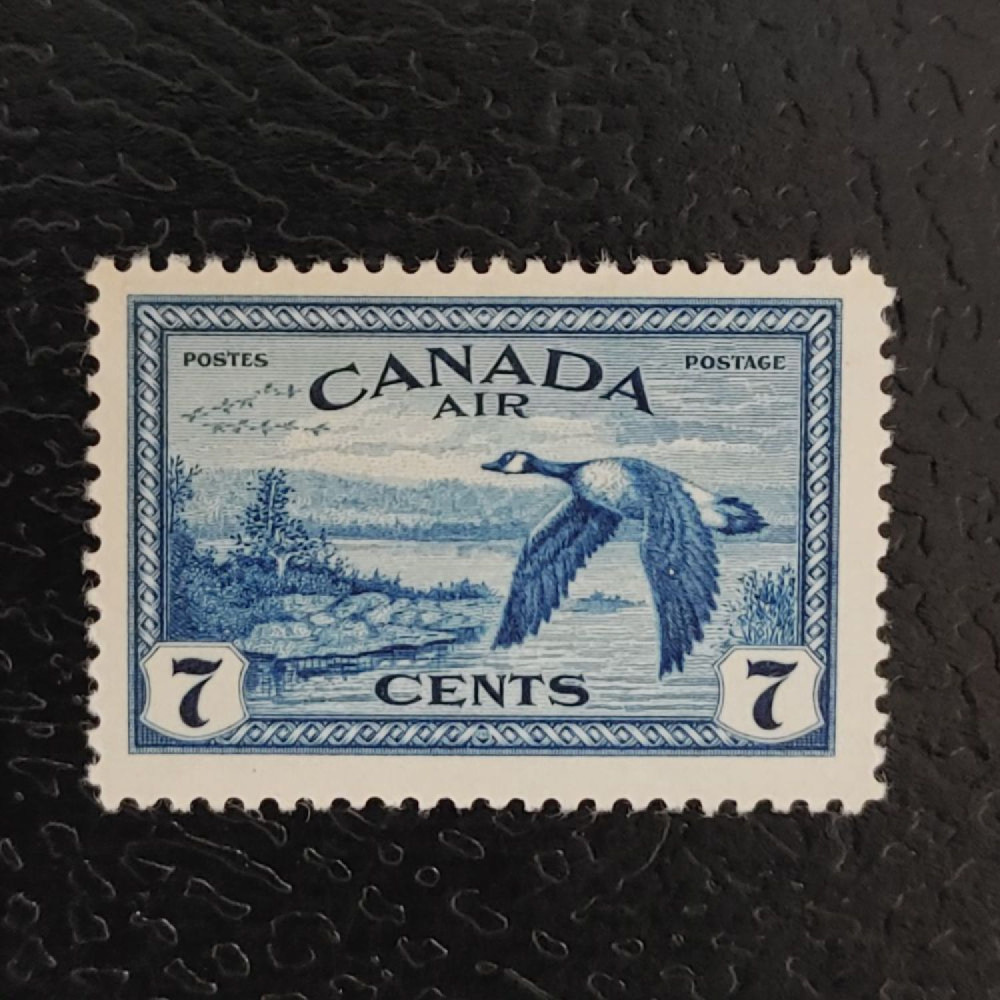 POSTES
CANADA
POSTAGE
AIR
7
CENTS
7